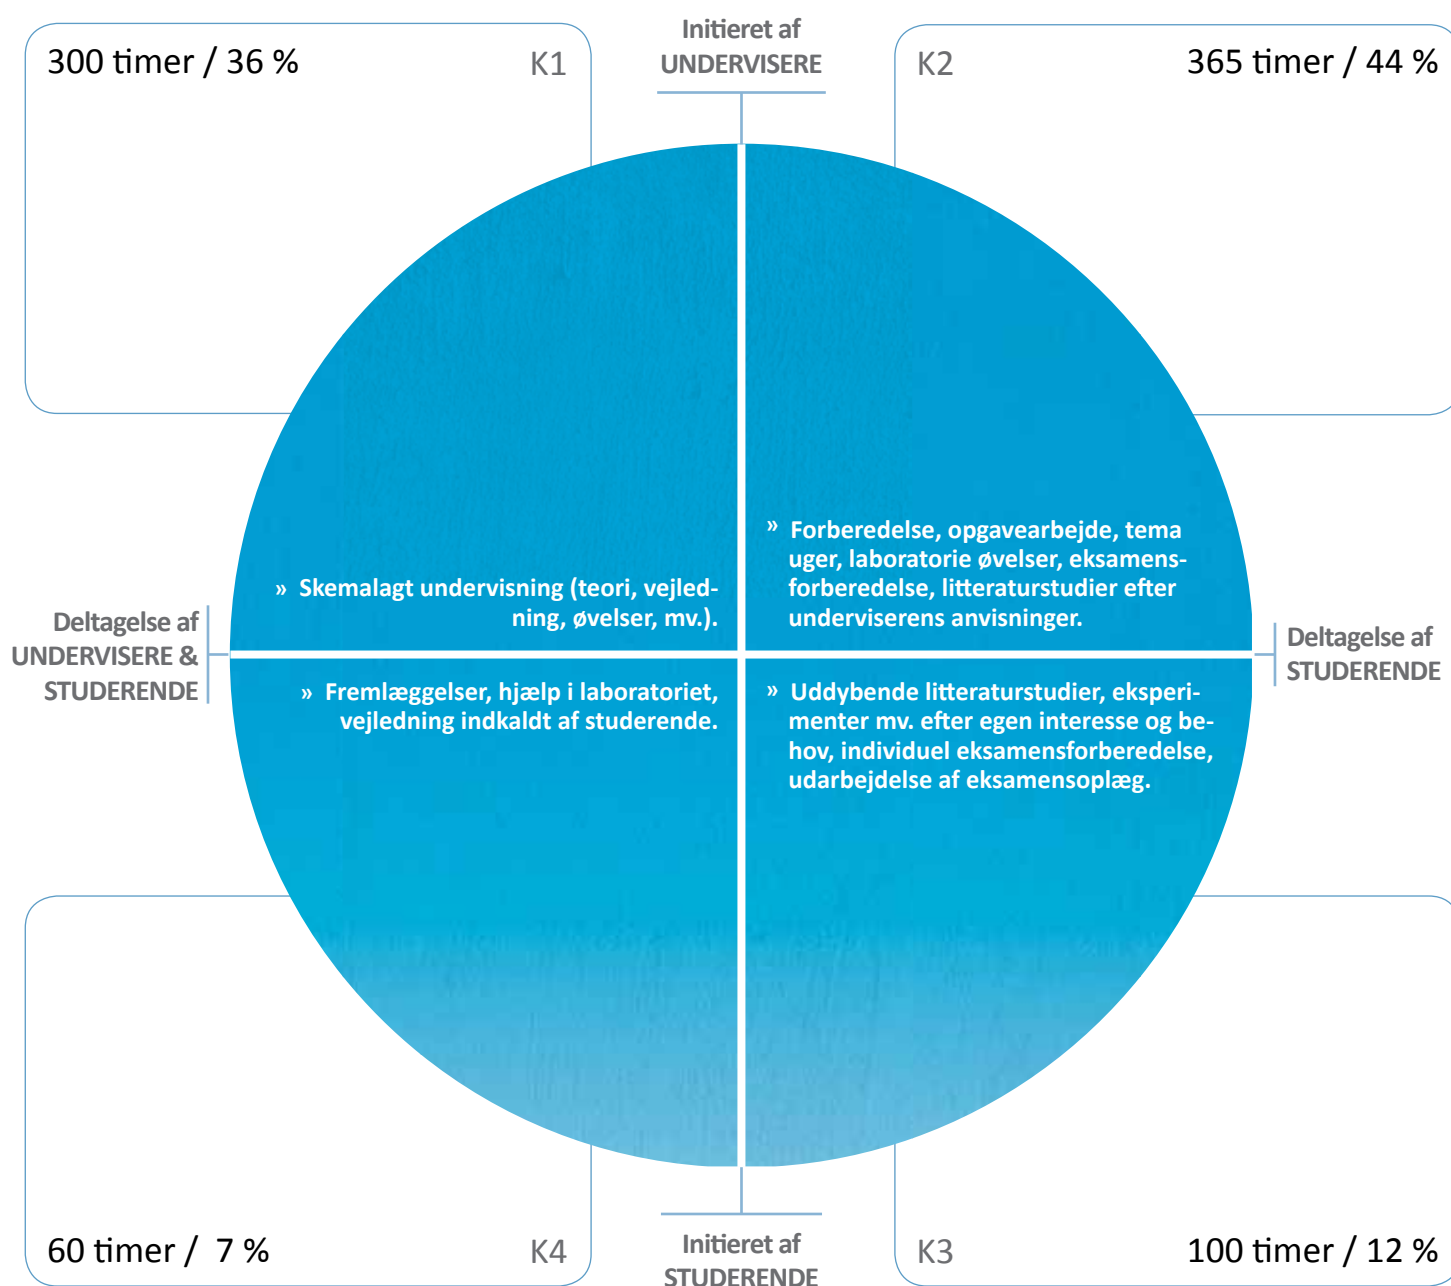 300 timer / 36 %
K1
Initieret af
UNDERVISERE
K2
365 timer / 44 %
» Skemalagt undervisning (teori, vejled-
ning, øvelser, mv.).
» Forberedelse, opgavearbejde, tema
uger, laboratorie øvelser, eksamens-
forberedelse, litteraturstudier efter
underviserens anvisninger.
Deltagelse af
UNDERVISERE &
STUDERENDE
Deltagelse af
STUDERENDE
» Fremlæggelser, hjælp i laboratoriet,
vejledning indkaldt af studerende.
» Uddybende litteraturstudier, eksperi-
menter mv. efter egen interesse og be-
hov, individuel eksamensforberedelse,
udarbejdelse af eksamensoplæg.
60 timer /  7 %
K4
Initieret af
STUDERENDE
K3
100 timer / 12 %